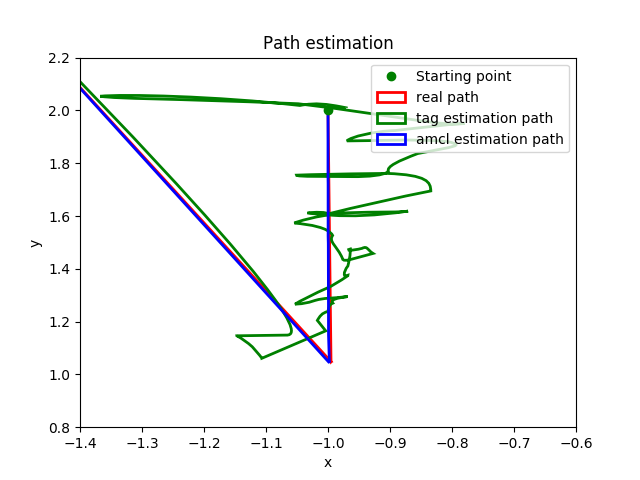 Path estimation
Starting point
real path
tag estimation path
amcl estimation path
y
2.2
2.0
1.8
1.6
1.4
1.2
1.0
0.8
−1.4 −1.3 −1.2 −1.1 −1.0 −0.9 −0.8 −0.7 −0.6
x